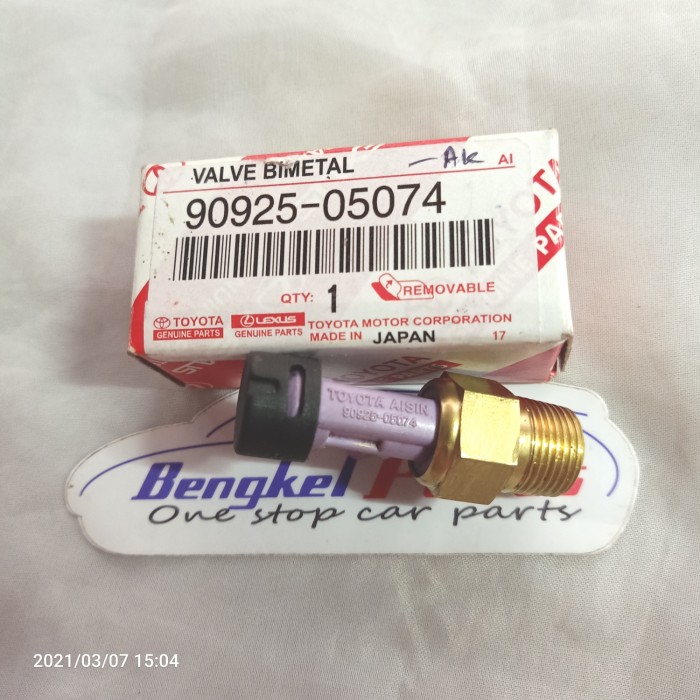 VALVE BIMETAL
-AK
AI
90925-05074
QTY: 1
REMOVABLE
TOYOTA
GENUINE PARTS
LEXUS
GENUINE PARTS
TOYOTA MOTOR CORPORATION
MADE IN JAPAN
17
TOYOTA AISIN
90925-05074
Bengkel
One stop car parts
2021/03/07 15:04